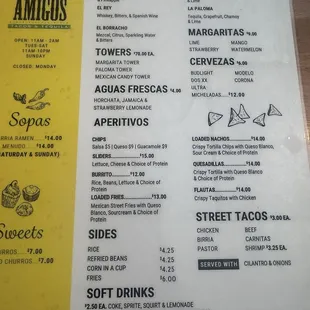 AMIGOS
TACOS & TEQUILA
OPEN: 11AM - 2AM
TUES-SAT
11AM - 12AM
SUNDAY
CLOSED: MONDAY
Sopas
BIRRIA RAMEN $14.00
MENUDO $14.00
(SATURDAY & SUNDAY)
Sweets
CHURROS $7.00
CHUROS $7.00
EL REY
Whiskey, Bitters, & Spanish Wine
EL BORRACHO
Mezcal, Citrus, Sparkling Water
& Bitters
TOWERS $70.00 EA.
MARGARITA TOWER
PALOMA TOWER
MEXICAN CANDY TOWER
AGUAS FRESCAS $4.00
HORCHATA, JAMAICA &
STRAWBERRY LEMONADE
APERITIVOS
CHIPS
Salsa $5 | Queso $9 | Guacamole $9
SLIDERS $15.00
Lettuce, Cheese & Choice of Protein
BURRITO $12.00
Rice, Beans, Lettuce & Choice of
Protein
LOADED FRIES $13.00
Mexican Street Fries with Queso
Blanco, Sourcream & Choice of
Protein
SIDES
RICE $4.25
REFRIED BEANS $4.25
CORN IN A CUP $4.25
FRIES $6.00
SOFT DRINKS
$2.50 EA. COKE, SPRITE, SQUIRT & LEMONADE
& Lime
LA PALOMA
Tequila, Grapefruit, Charmoa
& Lime
MARGARITAS $9.00
LIME MANGO
STRAWBERRY WATERMELON
CERVEZAS $6.00
BUDLIGHT MODELO
DOS XX CORONA
ULTRA
MICHELADAS $12.00
LOADED NACHOS $14.00
Crispy Tortilla Chips with Queso Blanco,
Sour Cream & Choice of Protein
QUESADILLAS $14.00
Crispy Tortilla with Queso Blanco
& Choice of Protein
FLAUTAS $14.00
Crispy Taquitos with Chicken
STREET TACOS $3.00 EA.
CHICKEN BEEF
BIRRIA CARNITAS
PASTOR SHRIMP $3.25 EA.
SERVED WITH CILANTRO & ONIONS